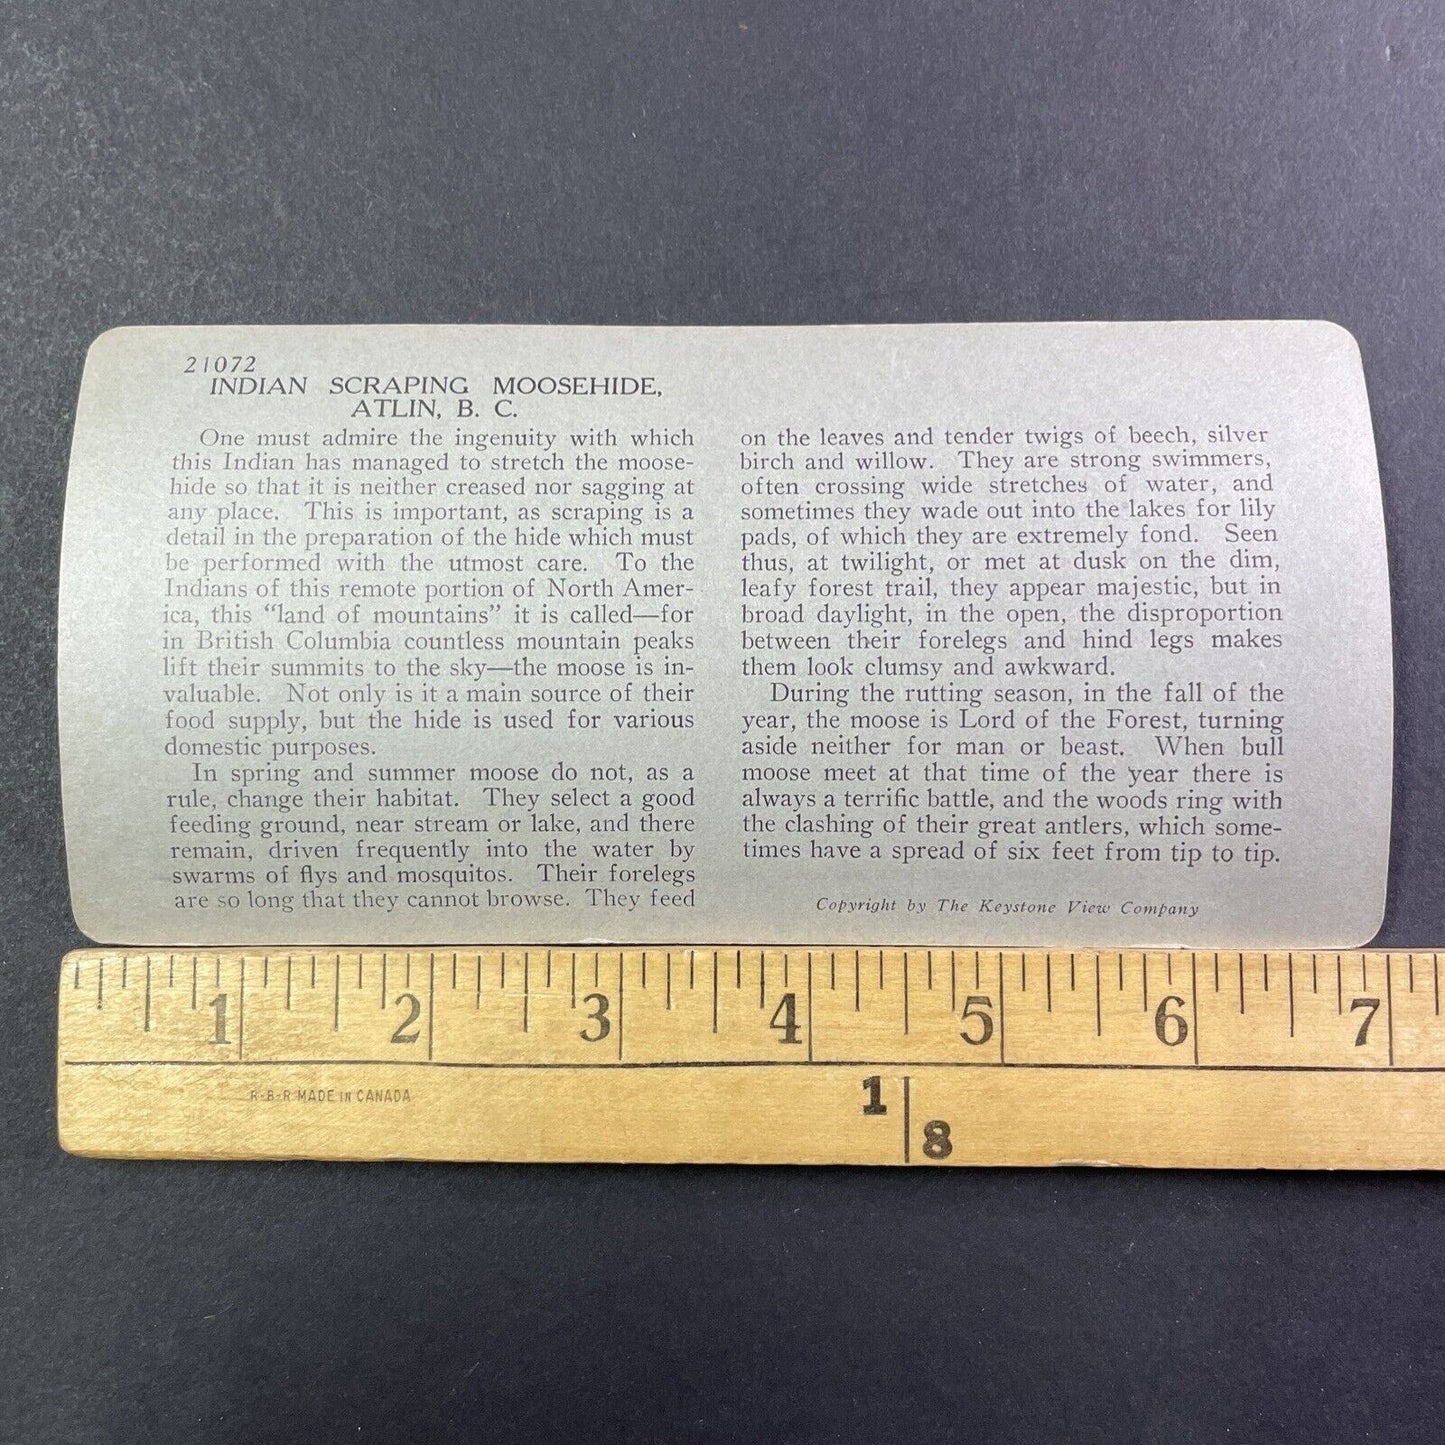 21072
INDIAN SCRAPING MOOSEHIDE,
ATLIN, B. C.
One must admire the ingenuity with which
this Indian has managed to stretch the moose-
hide so that it is neither creased nor sagging at
any place. This is important, as scraping is a
detail in the preparation of the hide which must
be performed with the utmost care. To the
Indians of this remote portion of North Amer-
ica, this "land of mountains" it is called—for
in British Columbia countless mountain peaks
lift their summits to the sky—the moose is in-
valuable. Not only is it a main source of their
food supply, but the hide is used for various
domestic purposes.
In spring and summer moose do not, as a
rule, change their habitat. They select a good
feeding ground, near stream or lake, and there
remain, driven frequently into the water by
swarms of flys and mosquitos. Their forelegs
are so long that they cannot browse. They feed
on the leaves and tender twigs of beech, silver
birch and willow. They are strong swimmers,
often crossing wide stretches of water, and
sometimes they wade out into the lakes for lily
pads, of which they are extremely fond. Seen
thus, at twilight, or met at dusk on the dim,
leafy forest trail, they appear majestic, but in
broad daylight, in the open, the disproportion
between their forelegs and hind legs makes
them look clumsy and awkward.
During the rutting season, in the fall of the
year, the moose is Lord of the Forest, turning
aside neither for man or beast. When bull
moose meet at that time of the year there is
always a terrific battle, and the woods ring with
the clashing of their great antlers, which some-
times have a spread of six feet from tip to tip.
Copyright by The Keystone View Company
1 2 3 4 5 6 7
R-B-R MADE IN CANADA
1
8